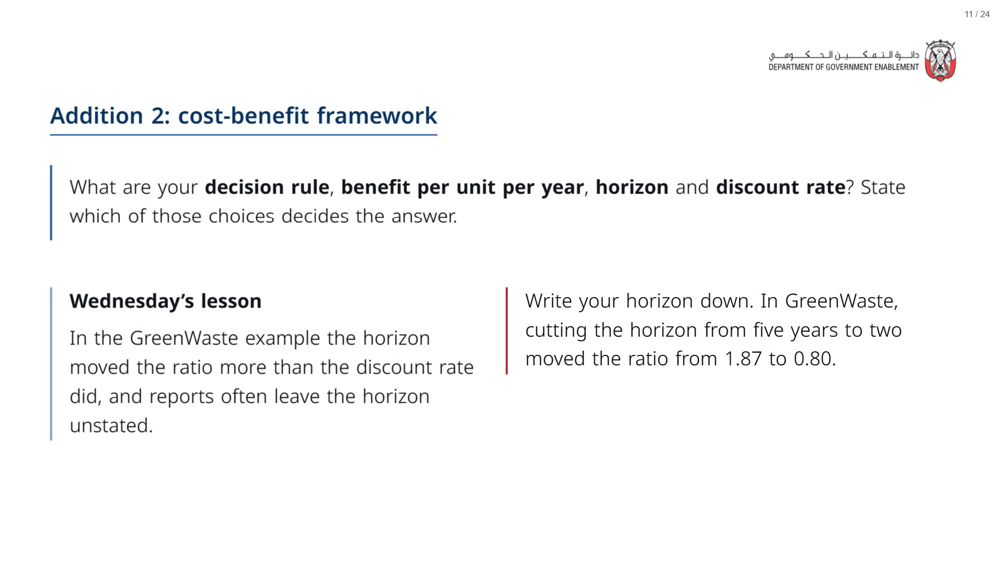 11 / 24
دائرة التمكين الحكومي
DEPARTMENT OF GOVERNMENT ENABLEMENT
Addition 2: cost-benefit framework
What are your decision rule, benefit per unit per year, horizon and discount rate? State
which of those choices decides the answer.
Wednesday’s lesson
In the GreenWaste example the horizon
moved the ratio more than the discount rate
did, and reports often leave the horizon
unstated.
Write your horizon down. In GreenWaste,
cutting the horizon from five years to two
moved the ratio from 1.87 to 0.80.